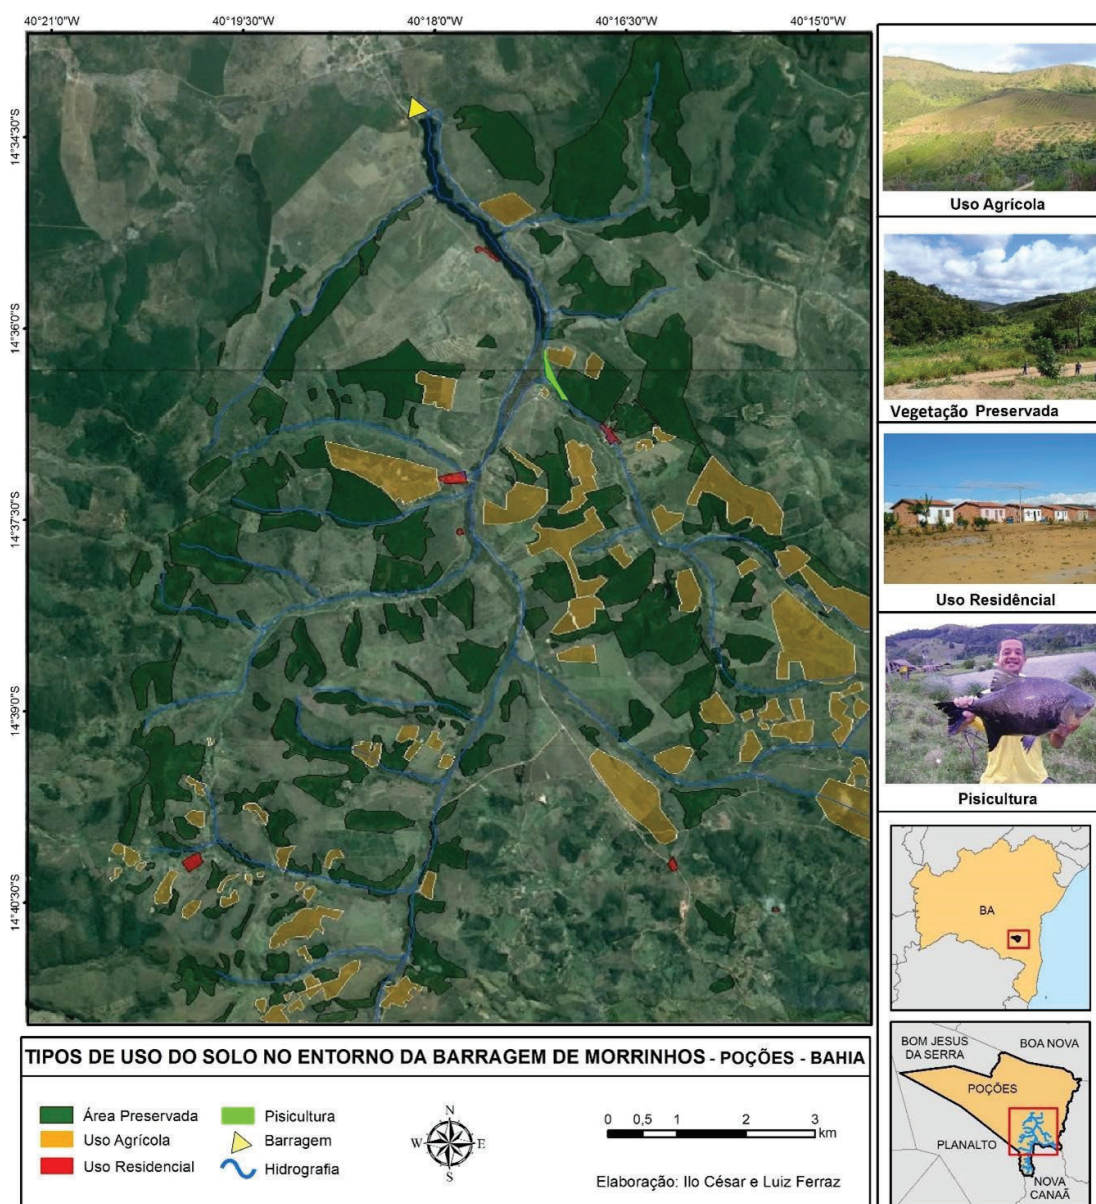 40°21'0"W 40°19'30"W 40°18'0"W 40°16'30"W 40°15'0"W
14°34'30"S
14°36'0"S
14°37'30"S
14°39'0"S
14°40'30"S
Uso Agrícola
Vegetação Preservada
Uso Residêncial
Pisicultura
BA
BOM JESUS
DA SERRA
BOA NOVA
POÇÕES
PLANALTO
NOVA
CANAÃ
TIPOS DE USO DO SOLO NO ENTORNO DA BARRAGEM DE MORRINHOS - POÇÕES - BAHIA
Área Preservada
Uso Agrícola
Uso Residencial
Pisicultura
Barragem
Hidrografia
N
W E
S
0 0,5 1 2 3
km
Elaboração: Ilo César e Luiz Ferraz